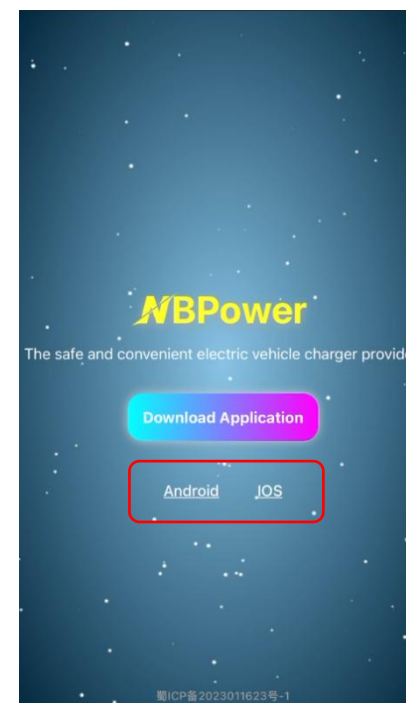 NBPower
The safe and convenient electric vehicle charger provid
Download Application
Android JOS
蜀ICP备2023011623号-1